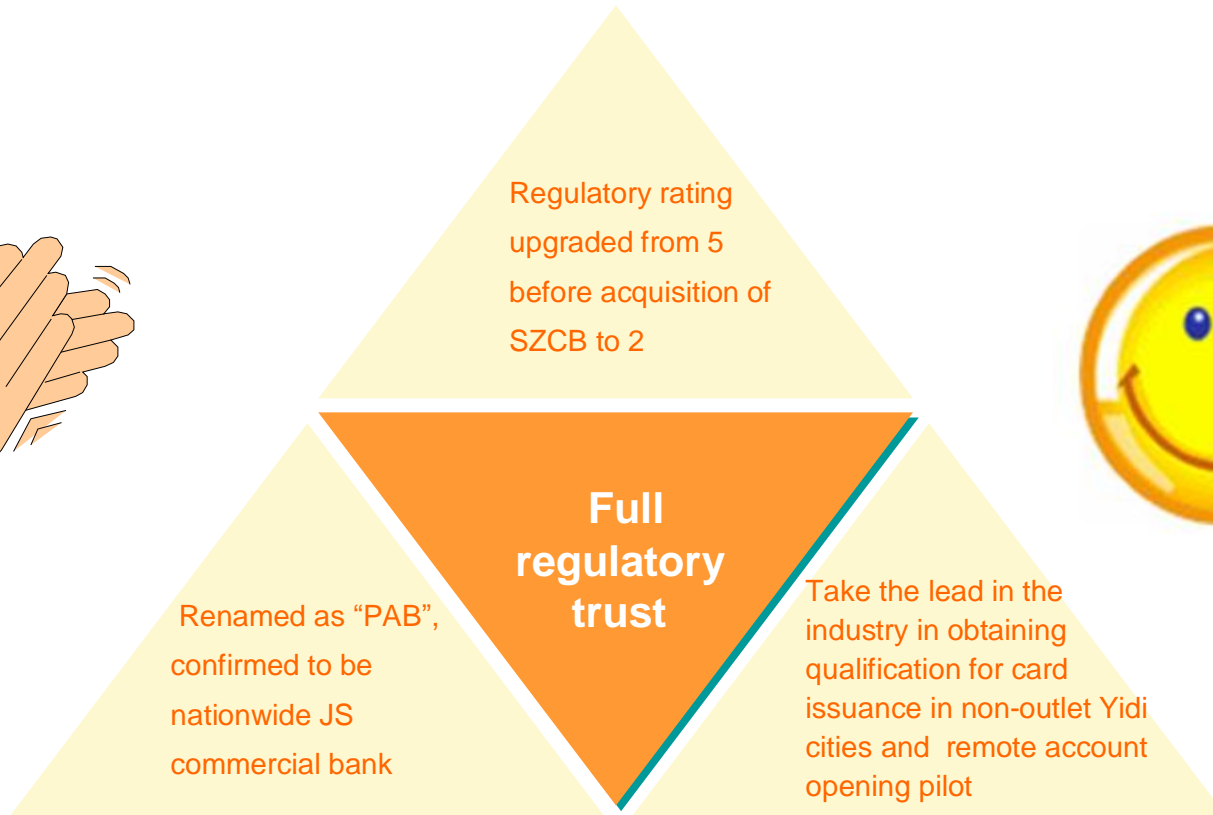 Regulatory rating
upgraded from 5
before acquisition of
SZCB to 2
Full
regulatory
trust
Renamed as “PAB”,
confirmed to be
nationwide JS
commercial bank
Take the lead in the
industry in obtaining
qualification for card
issuance in non-outlet Yidi
cities and remote account
opening pilot